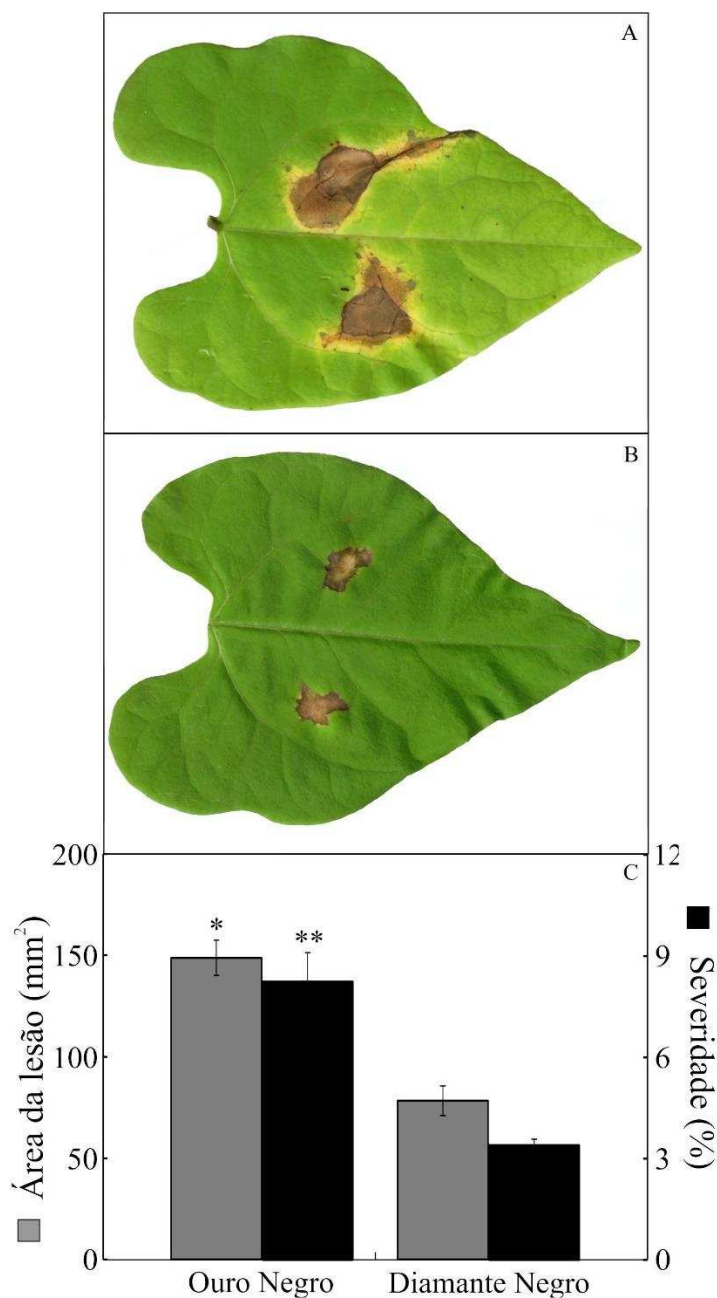 A
B
C
200
150
100
50
0
Área da lesão (mm²)
*
**
12
9
6
3
0
Severidade (%)
Ouro Negro
Diamante Negro